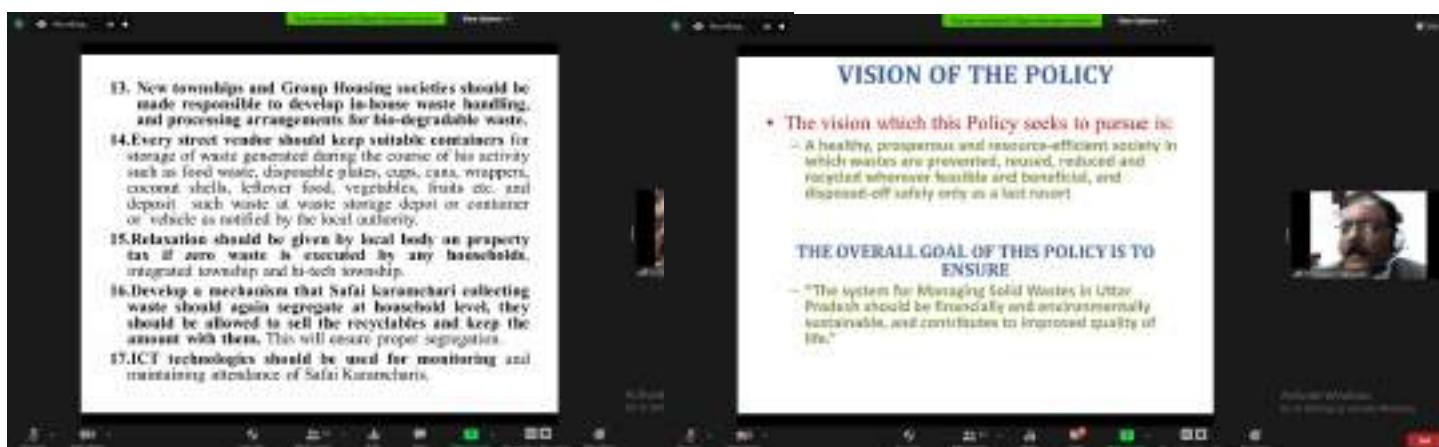 13. New townships and Group Housing societies should be
made responsible to develop in-house waste handling,
and processing arrangements for bio-degradable waste.
14.Every street vendor should keep suitable containers for
storage of waste generated during the course of his activity
such as food waste, disposable plates, cups, cans, wrappers,
coconut shells, leftover food, vegetables, fruits etc. and
deposit such waste at waste storage depot or container
or vehicle as notified by the local authority.
15.Relaxation should be given by local body on property
tax if zero waste is executed by any households,
integrated township and hi-tech township.
16.Develop a mechanism that Safai karamchari collecting
waste should again segregate at household level, they
should be allowed to sell the recyclables and keep the
amount with them. This will ensure proper segregation.
17.ICT technologies should be used for monitoring and
maintaining attendance of Safai Karamcharis.
VISION OF THE POLICY
• The vision which this Policy seeks to pursue is:
– A healthy, prosperous and resource-efficient society in
which wastes are prevented, reused, reduced and
recycled wherever feasible and beneficial, and
disposed-off safely only as a last resort
THE OVERALL GOAL OF THIS POLICY IS TO
ENSURE
– "The system for Managing Solid Wastes in Uttar
Pradesh should be financially and environmentally
sustainable, and contributes to improved quality of
life."